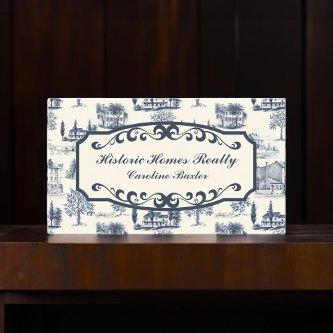 Historic Homes Realty
Caroline Baxter